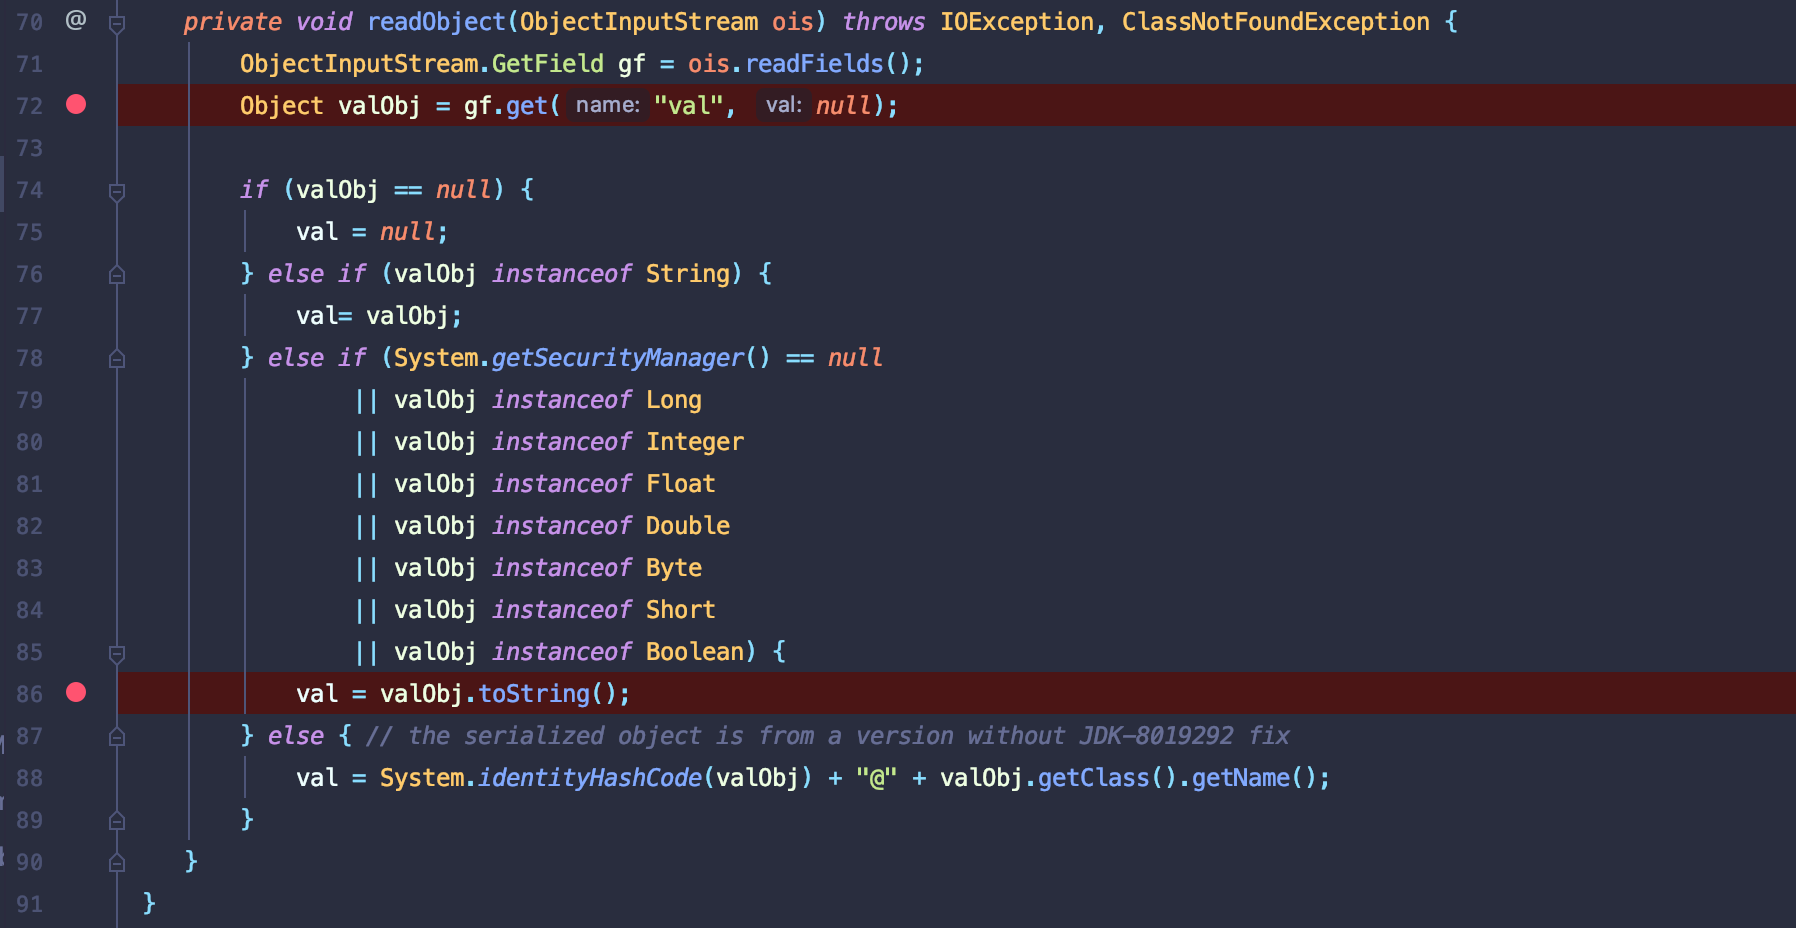 70 @ private void readObject(ObjectInputStream ois) throws IOException, ClassNotFoundException {
71 ObjectInputStream.GetField gf = ois.readFields();
72 Object valObj = gf.get( name: "val", val: null);
73
74 if (valObj == null) {
75 val = null;
76 } else if (valObj instanceof String) {
77 val= valObj;
78 } else if (System.getSecurityManager() == null
79 || valObj instanceof Long
80 || valObj instanceof Integer
81 || valObj instanceof Float
82 || valObj instanceof Double
83 || valObj instanceof Byte
84 || valObj instanceof Short
85 || valObj instanceof Boolean) {
86 val = valObj.toString();
87 } else { // the serialized object is from a version without JDK-8019292 fix
88 val = System.identityHashCode(valObj) + "@" + valObj.getClass().getName();
89 }
90 }
91 }